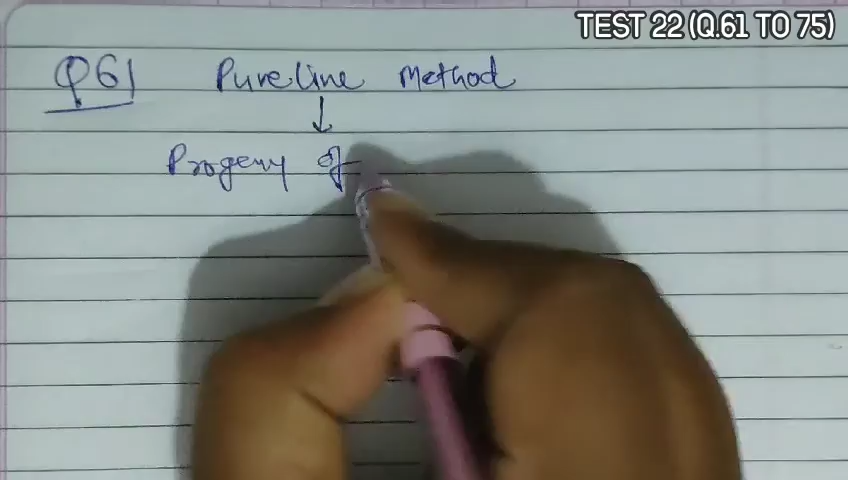 TEST 22 (Q.61 TO 75)
Q61 Pureline Method
↓
Progeny of